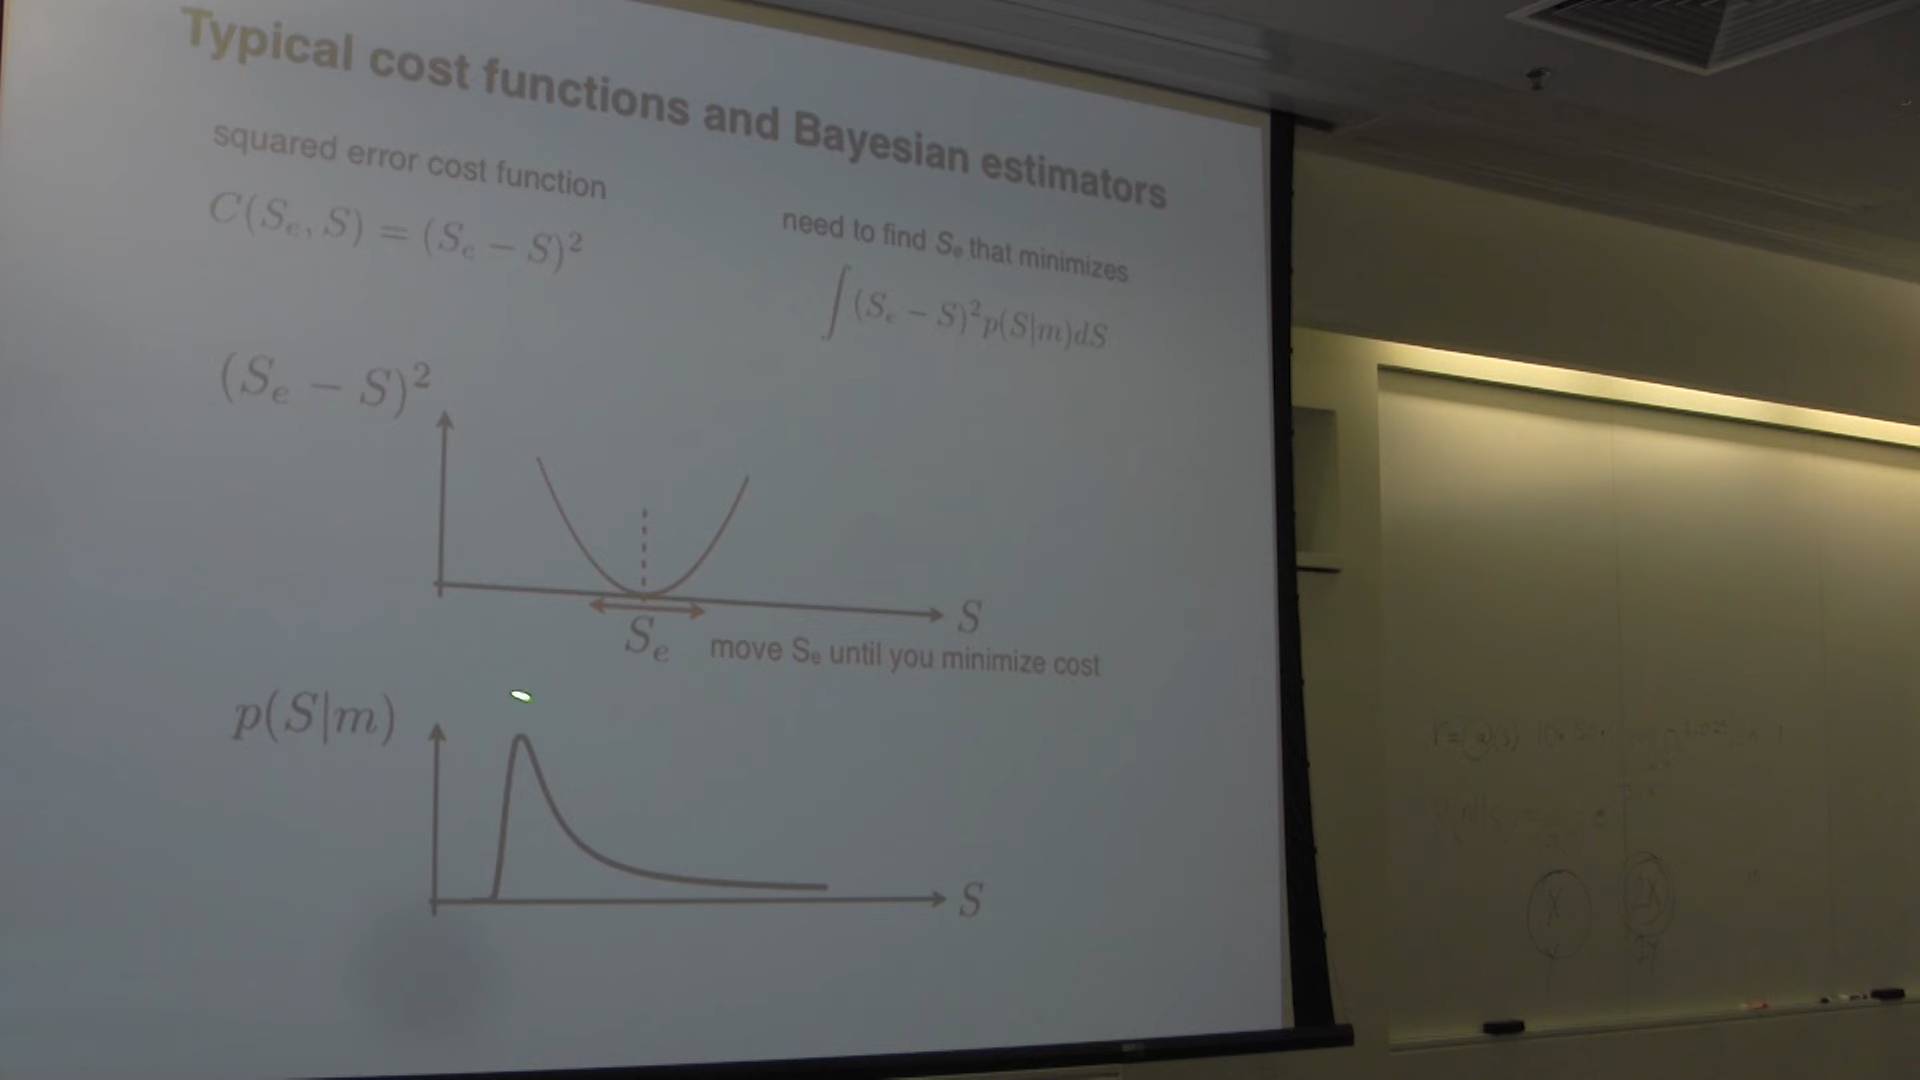 Typical cost functions and Bayesian estimators
squared error cost function
C(Sₑ, S) = (Sₑ − S)²
need to find Sₑ that minimizes
∫(Sₑ − S)²p(S|m)dS
(Sₑ − S)²
S
Sₑ
move Sₑ until you minimize cost
p(S|m)
S
X
2X